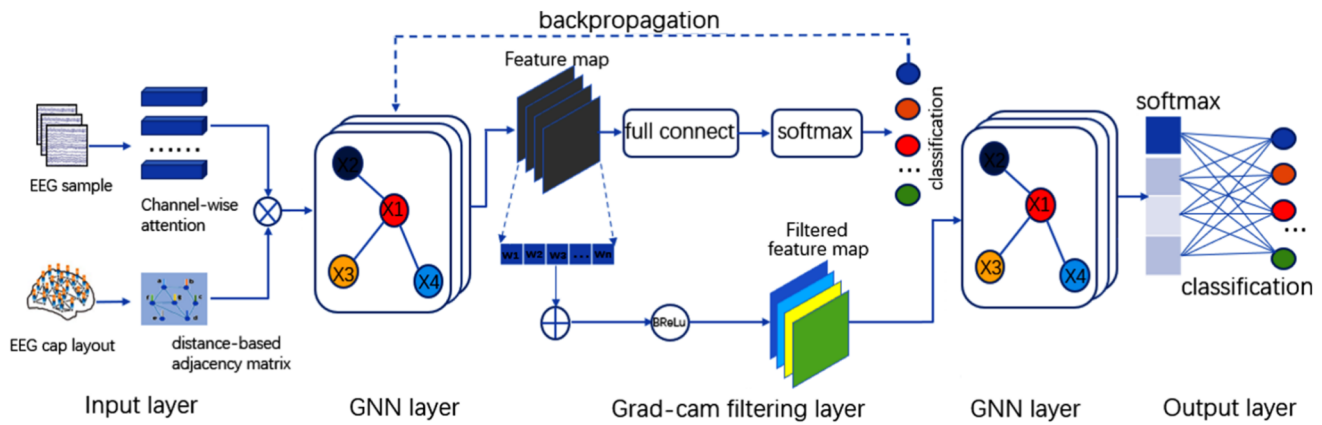 backpropagation
EEG sample
Channel-wise
attention
EEG cap layout
distance-based
adjacency matrix
Input layer
X2
X1
X3
X4
GNN layer
Feature map
full connect
softmax
...
classification
w1 w2 w3 ... wn
BReLu
Filtered
feature map
Grad-cam filtering layer
X2
X1
X3
X4
GNN layer
softmax
...
classification
Output layer